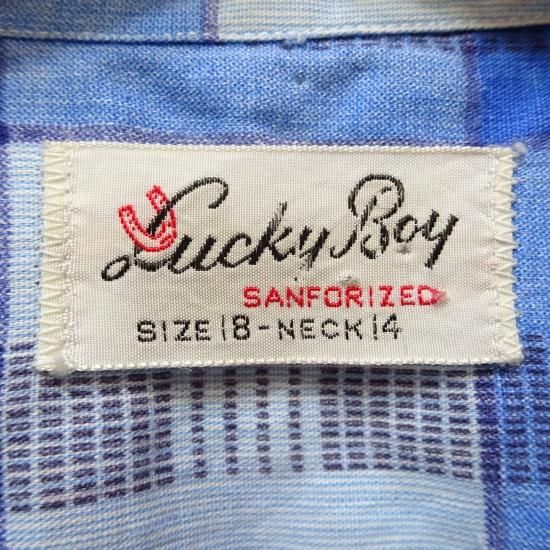 Lucky Boy
SANFORIZED
SIZE 18-NECK 14